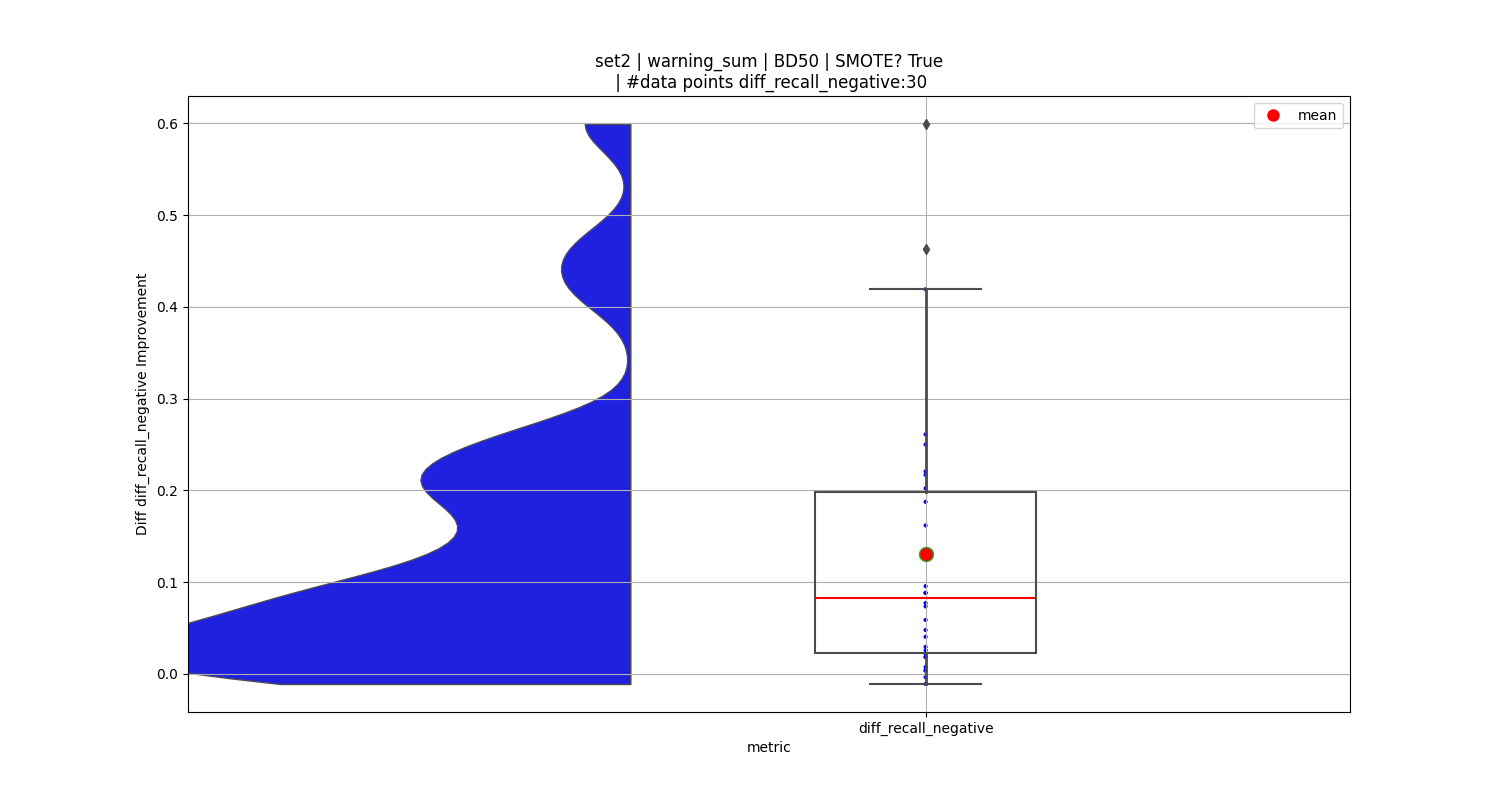 set2 | warning_sum | BD50 | SMOTE? True
| #data points diff_recall_negative:30
mean
0.6
0.5
0.4
0.3
0.2
0.1
0.0
Diff diff_recall_negative Improvement
diff_recall_negative
metric